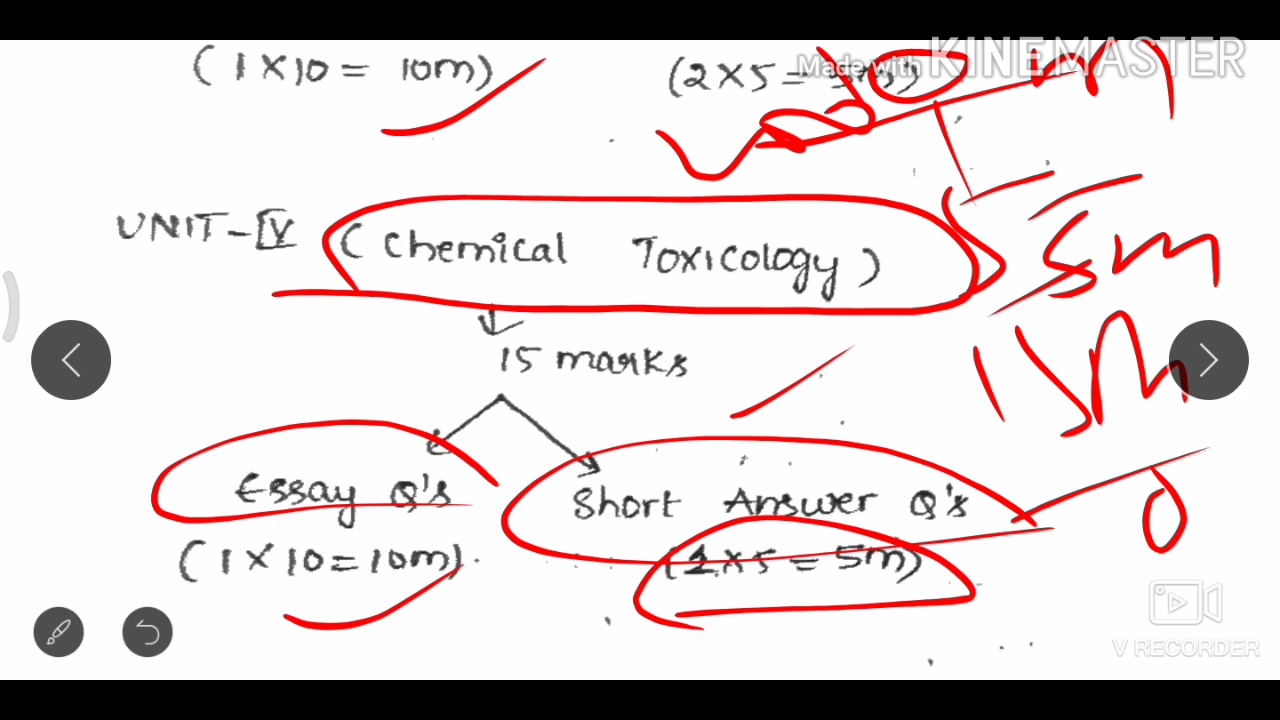 (1 X 10 = 10m) (2 X 5 =
Made with KINEMASTER
UNIT-IV (Chemical Toxicology)
5m
15 marks
15m
Essay Q's Short Answer Q's
(1 X 10 = 10m). (1 X 5 = 5m)
V RECORDER